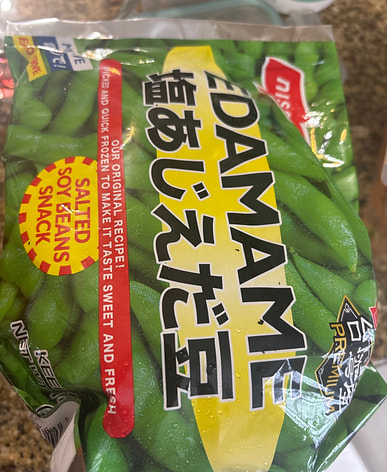 EDAMAME
塩あじえだ豆
OUR ORIGINAL RECIPE!
PICKED AND QUICK FROZEN TO MAKE IT TASTE SWEET AND FRESH
SALTED
SOY BEANS
SNACK
PREMIUM